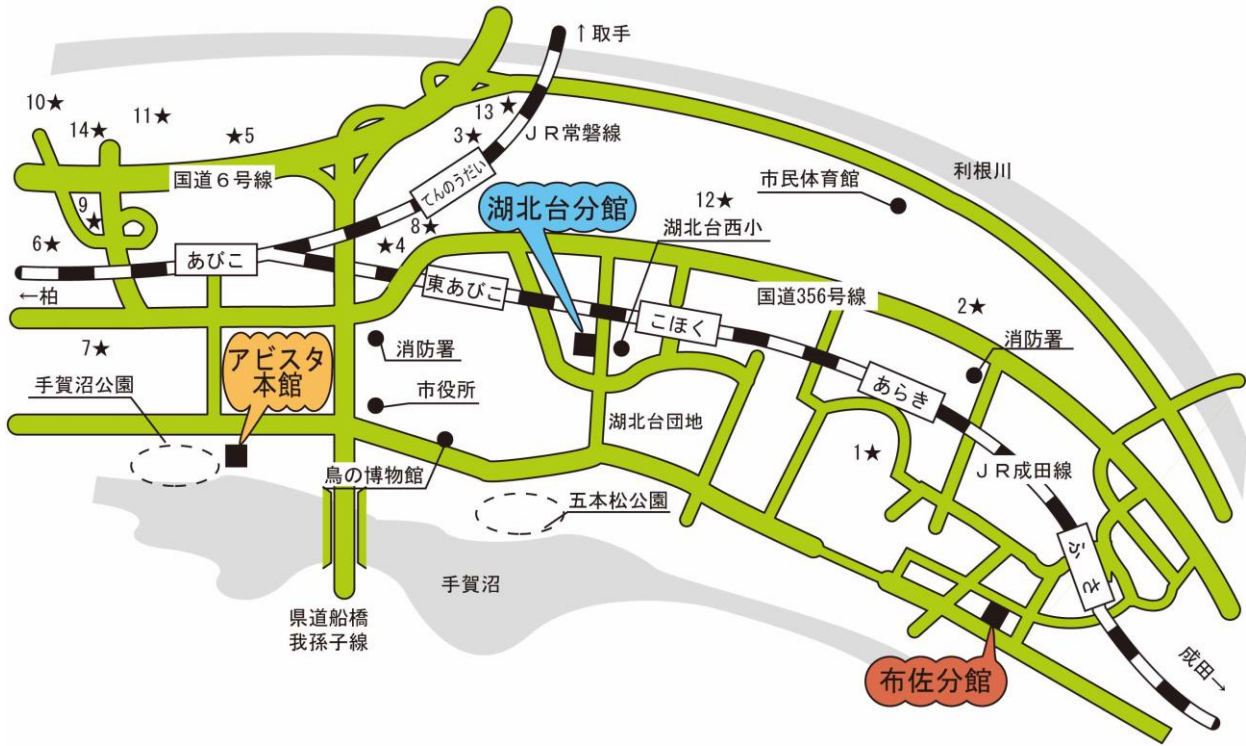 ↑取手
10★
11★
13★
14★
★5
3★
JR常磐線
国道6号線
てんのうだい
利根川
市民体育館
9★
12★
湖北台分館
8★
湖北台西小
6★
★4
あびこ
東あびこ
←柏
国道356号線
2★
こほく
7★
アビスタ
本館
消防署
消防署
手賀沼公園
あらき
市役所
湖北台団地
1★
鳥の博物館
JR成田線
五本松公園
ふさ
手賀沼
県道船橋
我孫子線
布佐分館
成田→